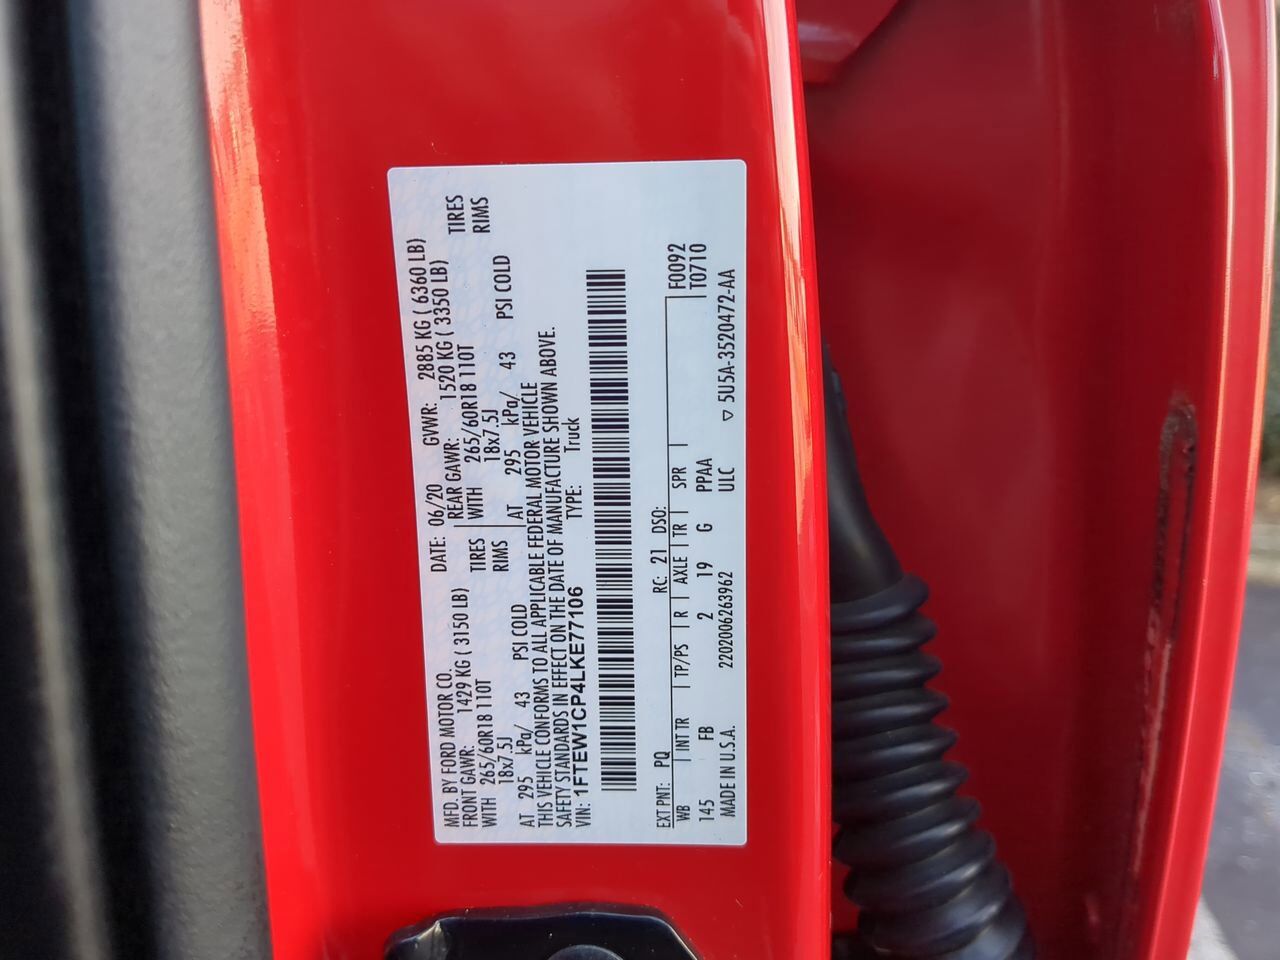 MFD. BY FORD MOTOR CO. DATE: 06/20 GVWR: 2885 KG ( 6360 LB)
FRONT GAWR: 1429 KG ( 3150 LB) REAR GAWR: 1520 KG ( 3350 LB)
WITH 265/60R18 110T TIRES WITH 265/60R18 110T TIRES
18x7.5J RIMS 18x7.5J RIMS
AT 295 kPa/ 43 PSI COLD AT 295 kPa/ 43 PSI COLD
THIS VEHICLE CONFORMS TO ALL APPLICABLE FEDERAL MOTOR VEHICLE
SAFETY STANDARDS IN EFFECT ON THE DATE OF MANUFACTURE SHOWN ABOVE.
VIN: 1FTEW1CP4LKE77106 TYPE: Truck
EXT PNT: PQ RC: 21 DSO: F0092
WB INT TR TP/PS R AXLE TR SPR T0710
145 FB 2 19 G PPAA
MADE IN U.S.A. 2202006263962 ULC ▽ 5U5A-3520472-AA